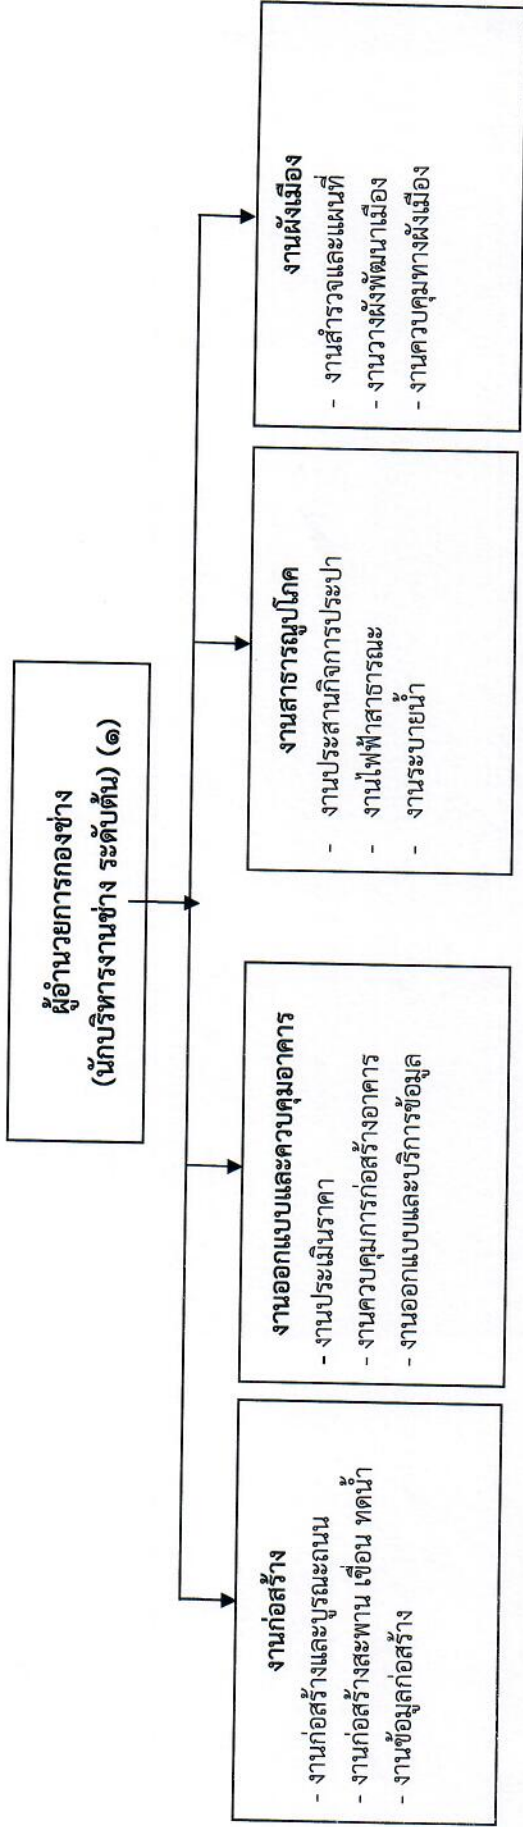 ผู้อำนวยการกองช่าง
(นักบริหารงานช่าง ระดับต้น) (๑)
งานก่อสร้าง
- งานก่อสร้างและบูรณะถนน
- งานก่อสร้างสะพาน เขื่อน ทดน้ำ
- งานข้อมูลก่อสร้าง
งานออกแบบและควบคุมอาคาร
- งานประเมินราคา
- งานควบคุมการก่อสร้างอาคาร
- งานออกแบบและบริการข้อมูล
งานสาธารณูปโภค
- งานประสานกิจการประปา
- งานไฟฟ้าสาธารณะ
- งานระบายน้ำ
งานผังเมือง
- งานสำรวจและแผนที่
- งานวางผังพัฒนาเมือง
- งานควบคุมทางผังเมือง